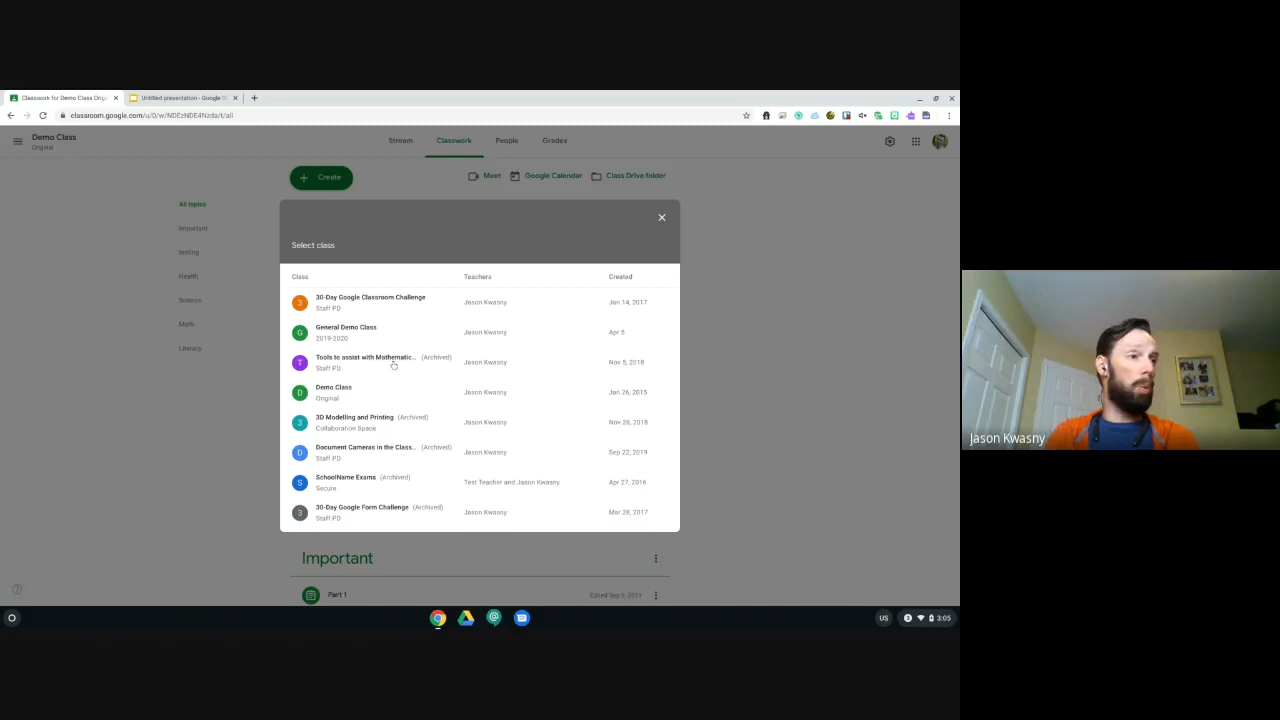 Classwork for Demo Class Orig
Untitled presentation - Google
classroom.google.com/u/0/w/NDEzNDE4Nzda/t/all
Demo Class
Original
Stream
Classwork
People
Grades
Create
Meet
Google Calendar
Class Drive folder
All topics
Important
testing
Health
Science
Math
Literacy
Select class
Class Teachers Created
3 30-Day Google Classroom Challenge
Staff PD
Jason Kwasny
Jan 14, 2017
G General Demo Class
2019-2020
Jason Kwasny
Apr 5
T Tools to assist with Mathematic... (Archived)
Staff PD
Jason Kwasny
Nov 5, 2018
D Demo Class
Original
Jason Kwasny
Jan 26, 2015
3 3D Modelling and Printing (Archived)
Collaboration Space
Jason Kwasny
Nov 28, 2018
D Document Cameras in the Class... (Archived)
Staff PD
Jason Kwasny
Sep 22, 2019
S SchoolName Exams (Archived)
Secure
Test Teacher and Jason Kwasny
Apr 27, 2016
3 30-Day Google Form Challenge (Archived)
Staff PD
Jason Kwasny
Mar 28, 2017
Important
Part 1
US
3:05
Jason Kwasny